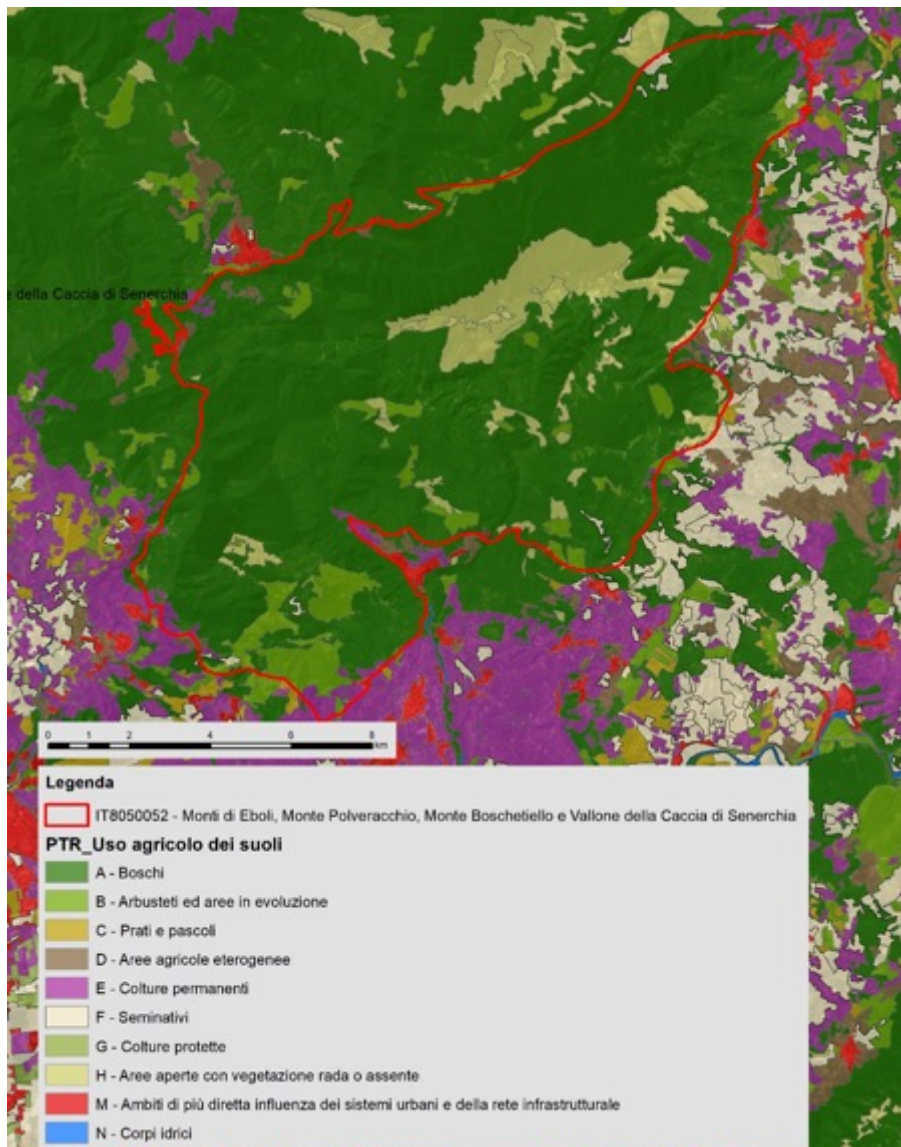 e della Caccia di Senerchia
0 1 2 4 6 8
km
Legenda
IT8050052 - Monti di Eboli, Monte Polveracchio, Monte Boschetiello e Vallone della Caccia di Senerchia
PTR_Uso agricolo dei suoli
A - Boschi
B - Arbusteti ed aree in evoluzione
C - Prati e pascoli
D - Aree agricole eterogenee
E - Colture permanenti
F - Seminativi
G - Colture protette
H - Aree aperte con vegetazione rada o assente
M - Ambiti di più diretta influenza dei sistemi urbani e della rete infrastrutturale
N - Corpi idrici